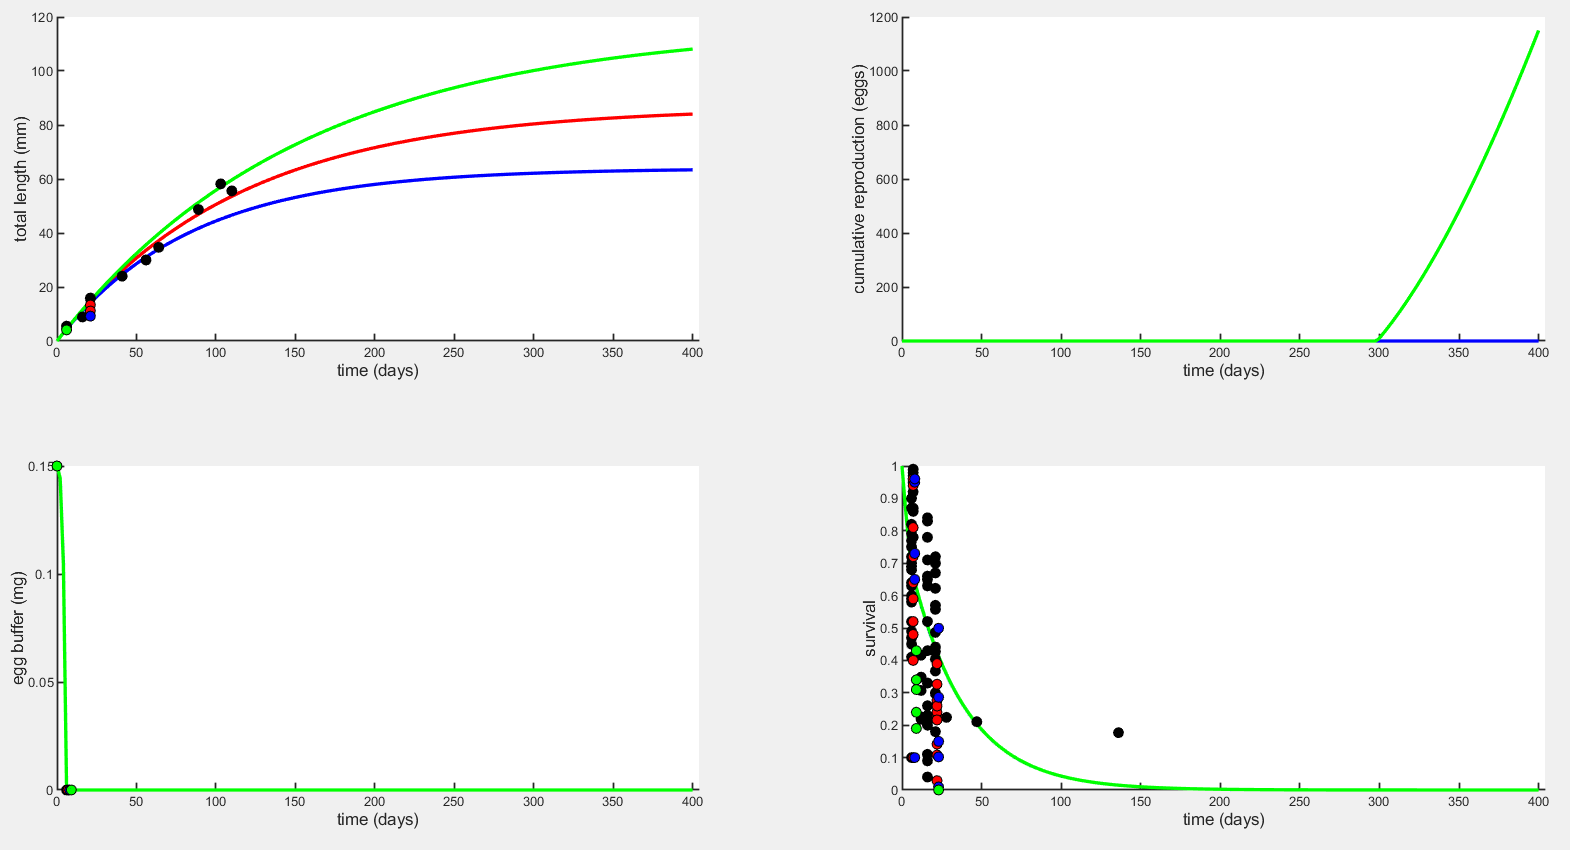 120
100
80
60
40
20
0
total length (mm)
0 50 100 150 200 250 300 350 400
time (days)
1200
1000
800
600
400
200
0
cumulative reproduction (eggs)
0 50 100 150 200 250 300 350 400
time (days)
0.15
0.1
0.05
0
egg buffer (mg)
0 50 100 150 200 250 300 350 400
time (days)
1
0.9
0.8
0.7
0.6
0.5
0.4
0.3
0.2
0.1
0
survival
0 50 100 150 200 250 300 350 400
time (days)